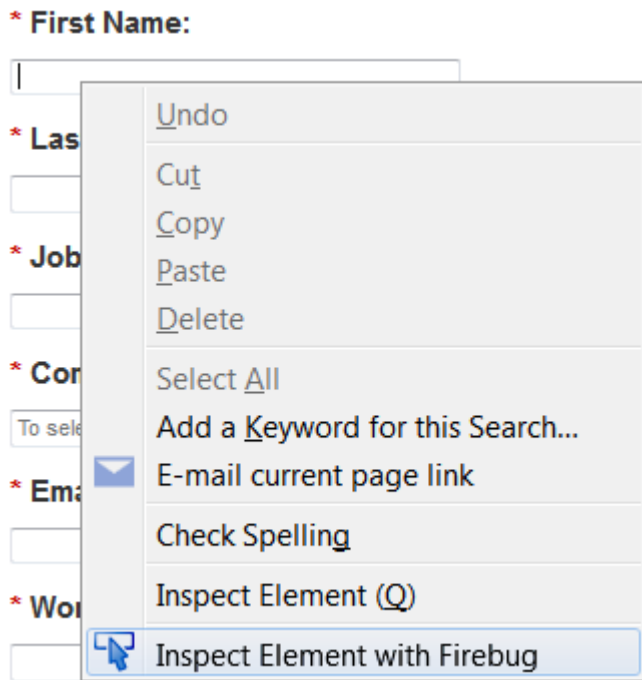 * First Name:
Undo
* Las
Cut
Copy
* Job
Paste
Delete
* Cor
Select All
To sele
Add a Keyword for this Search...
E-mail current page link
* Ema
Check Spelling
Inspect Element (Q)
* Wor
Inspect Element with Firebug